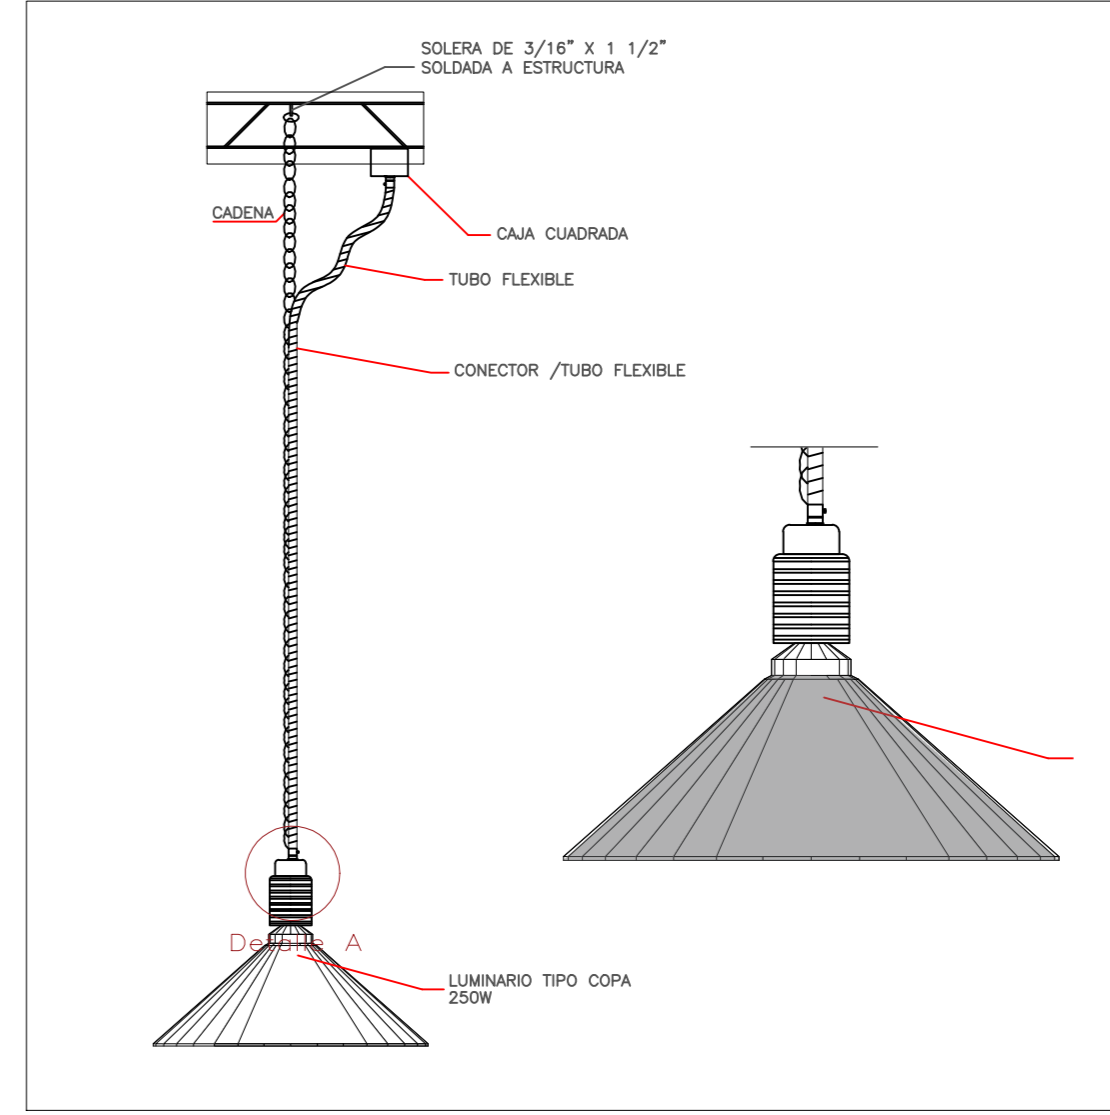 SOLERA DE 3/16" X 1 1/2"
SOLDADA A ESTRUCTURA
CADENA
CAJA CUADRADA
TUBO FLEXIBLE
CONECTOR /TUBO FLEXIBLE
Detalle A
LUMINARIO TIPO COPA
250W